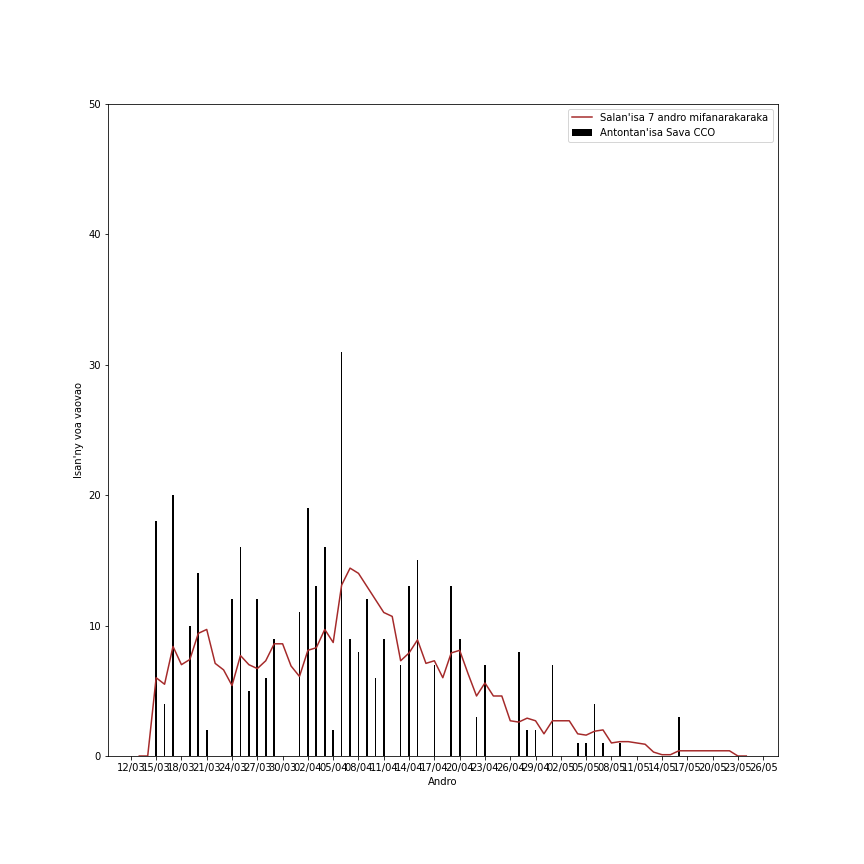 50
40
30
20
10
0
Isan'ny voa vaovao
Salan'isa 7 andro mifanarakaraka
Antontan'isa Sava CCO
12/03 15/03 18/03 21/03 24/03 27/03 30/03 02/04 05/04 08/04 11/04 14/04 17/04 20/04 23/04 26/04 29/04 02/05 05/05 08/05 11/05 14/05 17/05 20/05 23/05 26/05
Andro